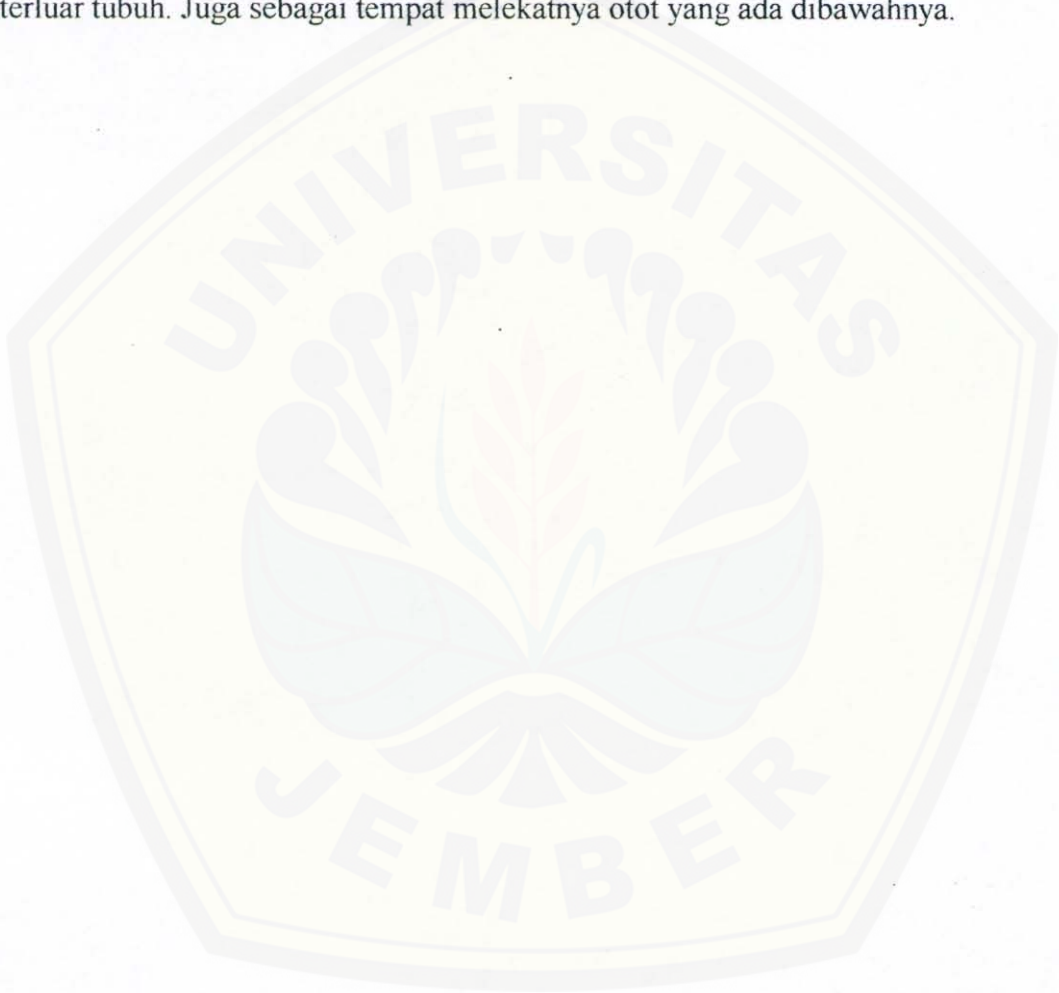 terluar tubuh. Juga sebagai tempat melekatnya otot yang ada dibawahnya.
UNIVERSITAS
JEMBER